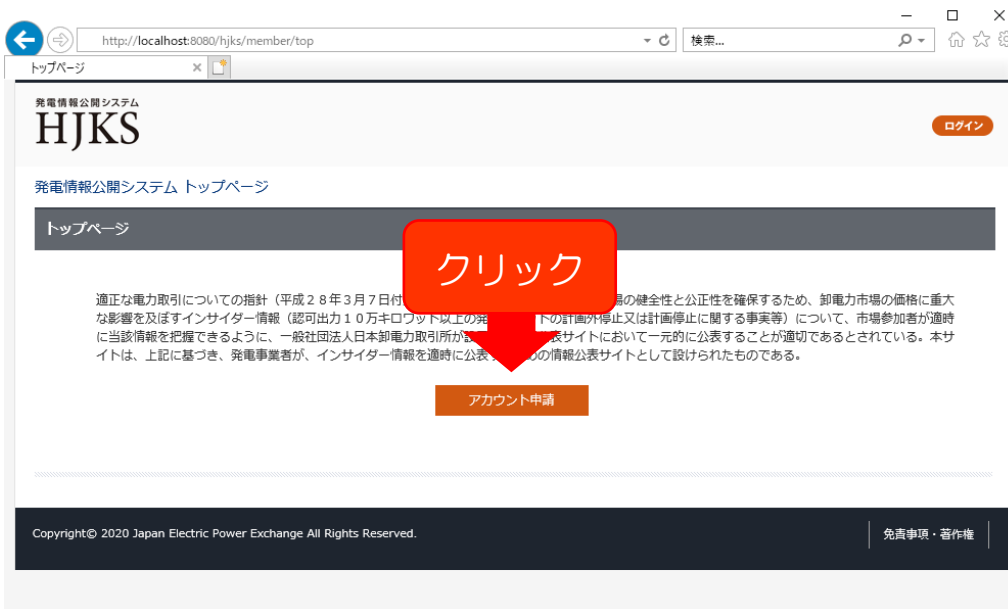 http://localhost:8080/hjks/member/top
検索...
トップページ
発電情報公開システム
HJKS
ログイン
発電情報公開システム トップページ
トップページ
クリック
適正な電力取引についての指針（平成２８年３月７日付 場の健全性と公正性を確保するため、卸電力市場の価格に重大
な影響を及ぼすインサイダー情報（認可出力１０万キロワット以上の発 トの計画外停止又は計画停止に関する事実等）について、市場参加者が適時
に当該情報を把握できるように、一般社団法人日本卸電力取引所が設 表サイトにおいて一元的に公表することが適切であるとされている。本サ
イトは、上記に基づき、発電事業者が、インサイダー情報を適時に公表 の情報公表サイトとして設けられたものである。
アカウント申請
Copyright© 2020 Japan Electric Power Exchange All Rights Reserved.
免責事項・著作権